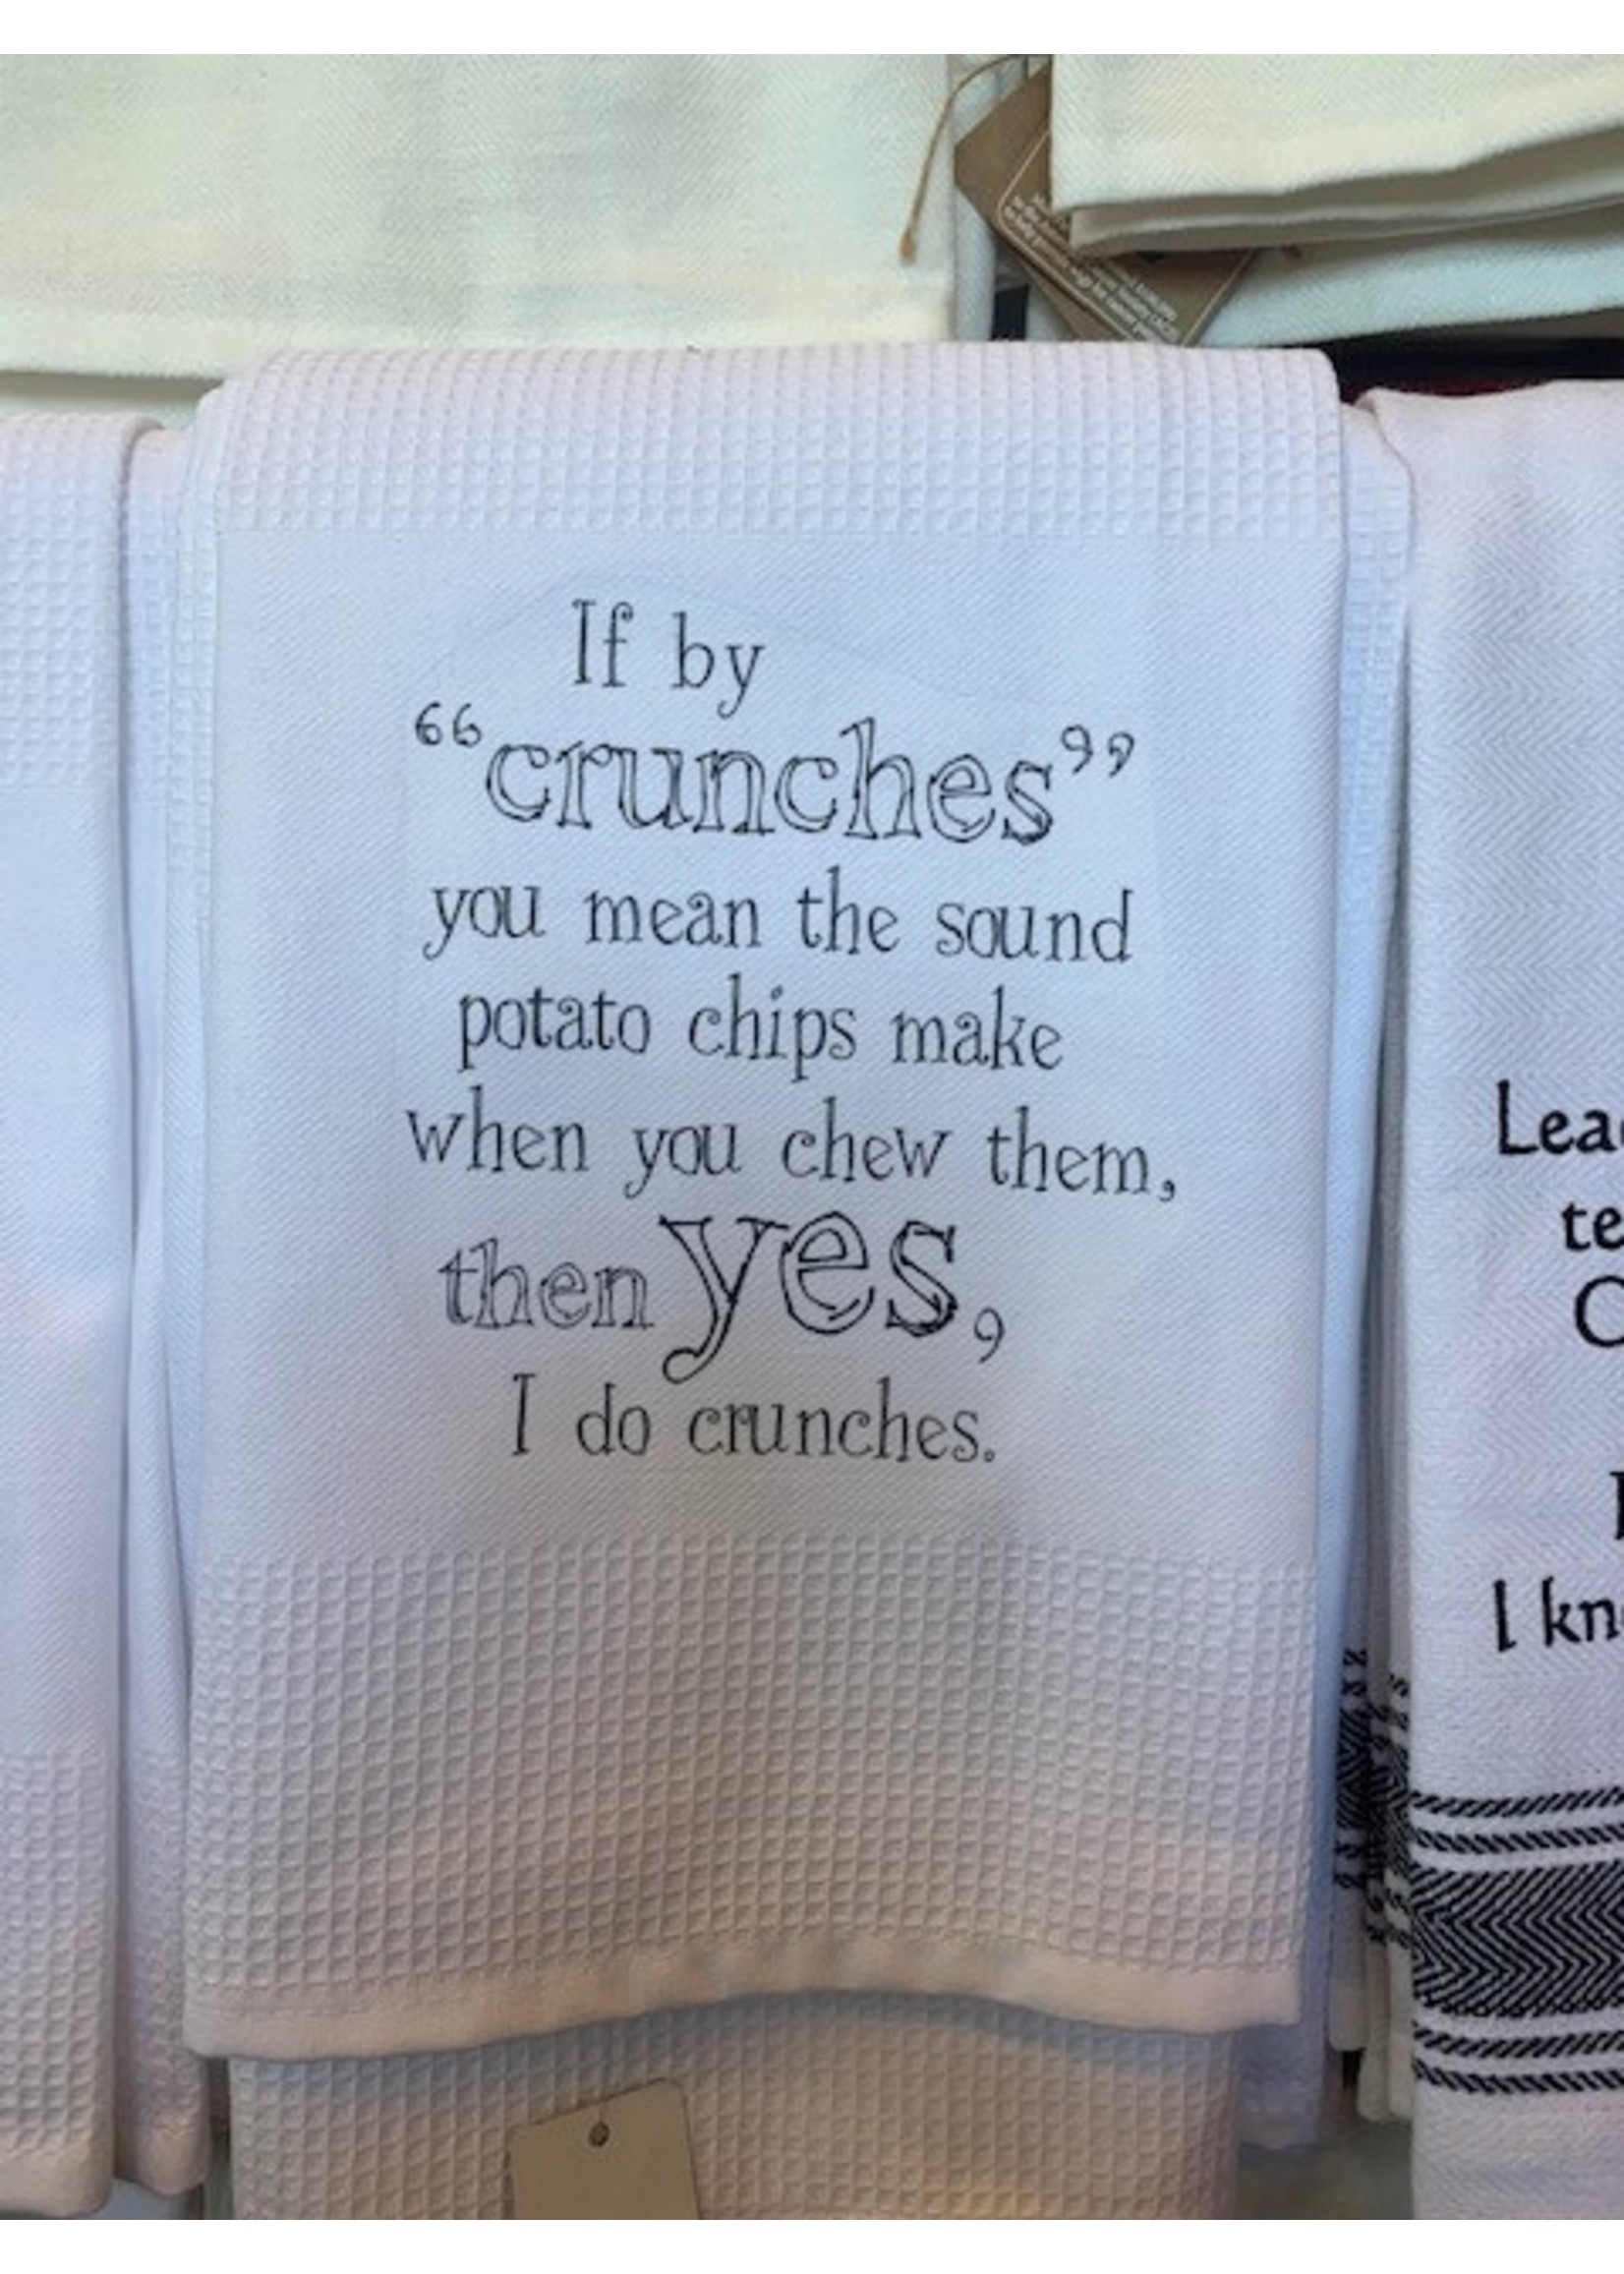 If by
“crunches”
you mean the sound
potato chips make
when you chew them,
then yes,
I do crunches.
I